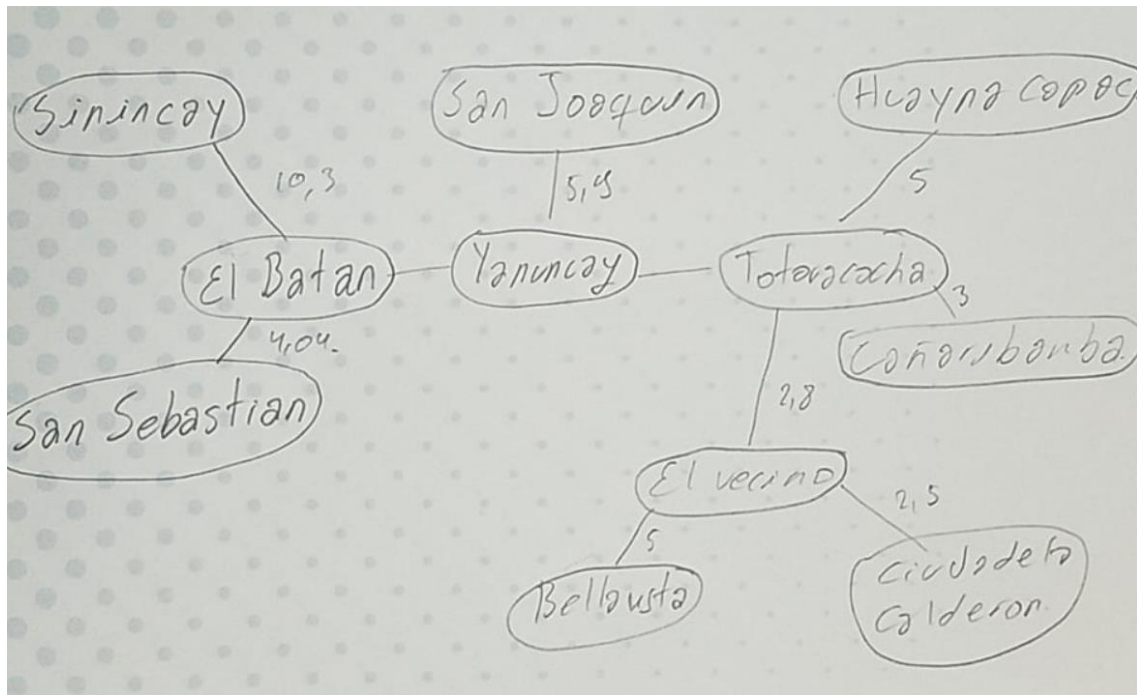 Sinincay
San Joaquin
Huayna Capac
10,3
5,4
5
El Batan
Yanuncay
Totoracocha
3
4,04.
Cañaribamba
San Sebastian
2,8
El vecino
2,5
5
Bellavista
Ciudadela
Calderon